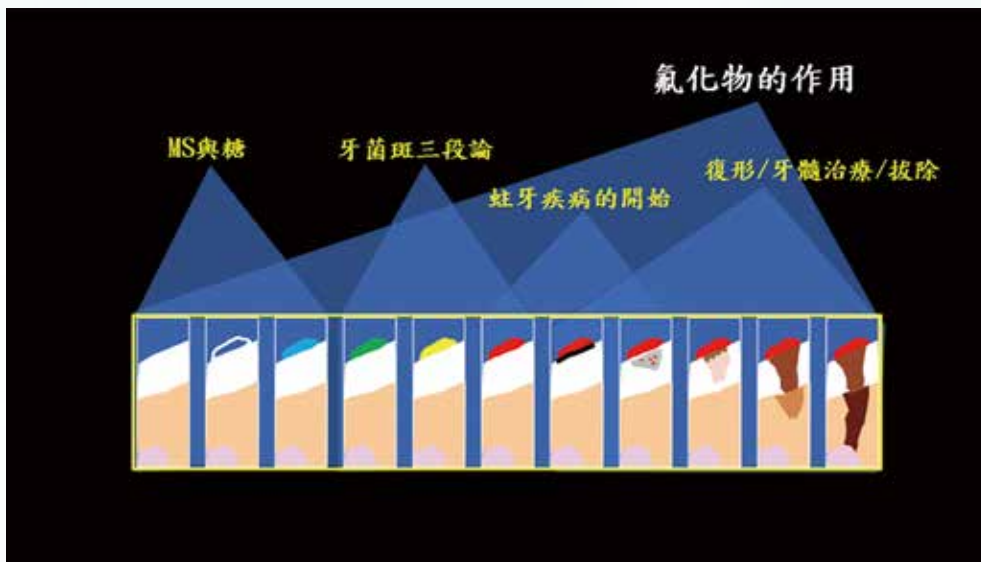 氟化物的作用
MS與糖
牙菌斑三段論
蛀牙疾病的開始
復形/牙髓治療/拔除